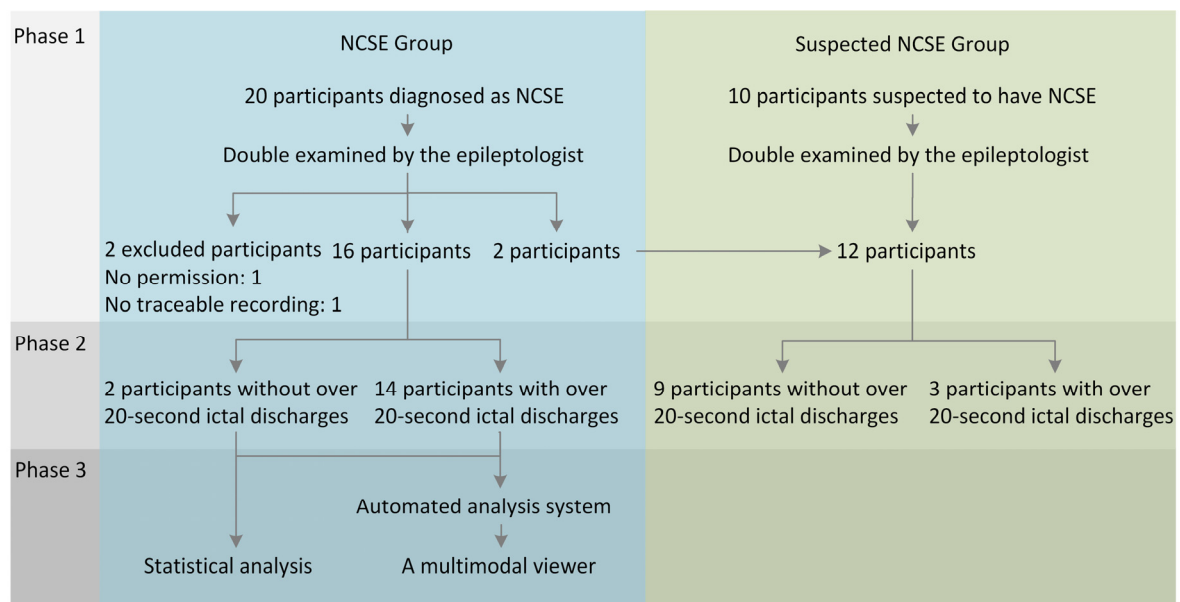 Phase 1
NCSE Group
Suspected NCSE Group
20 participants diagnosed as NCSE
10 participants suspected to have NCSE
Double examined by the epileptologist
Double examined by the epileptologist
2 excluded participants
No permission: 1
No traceable recording: 1
16 participants
2 participants
12 participants
Phase 2
2 participants without over
20-second ictal discharges
14 participants with over
20-second ictal discharges
9 participants without over
20-second ictal discharges
3 participants with over
20-second ictal discharges
Phase 3
Automated analysis system
Statistical analysis
A multimodal viewer